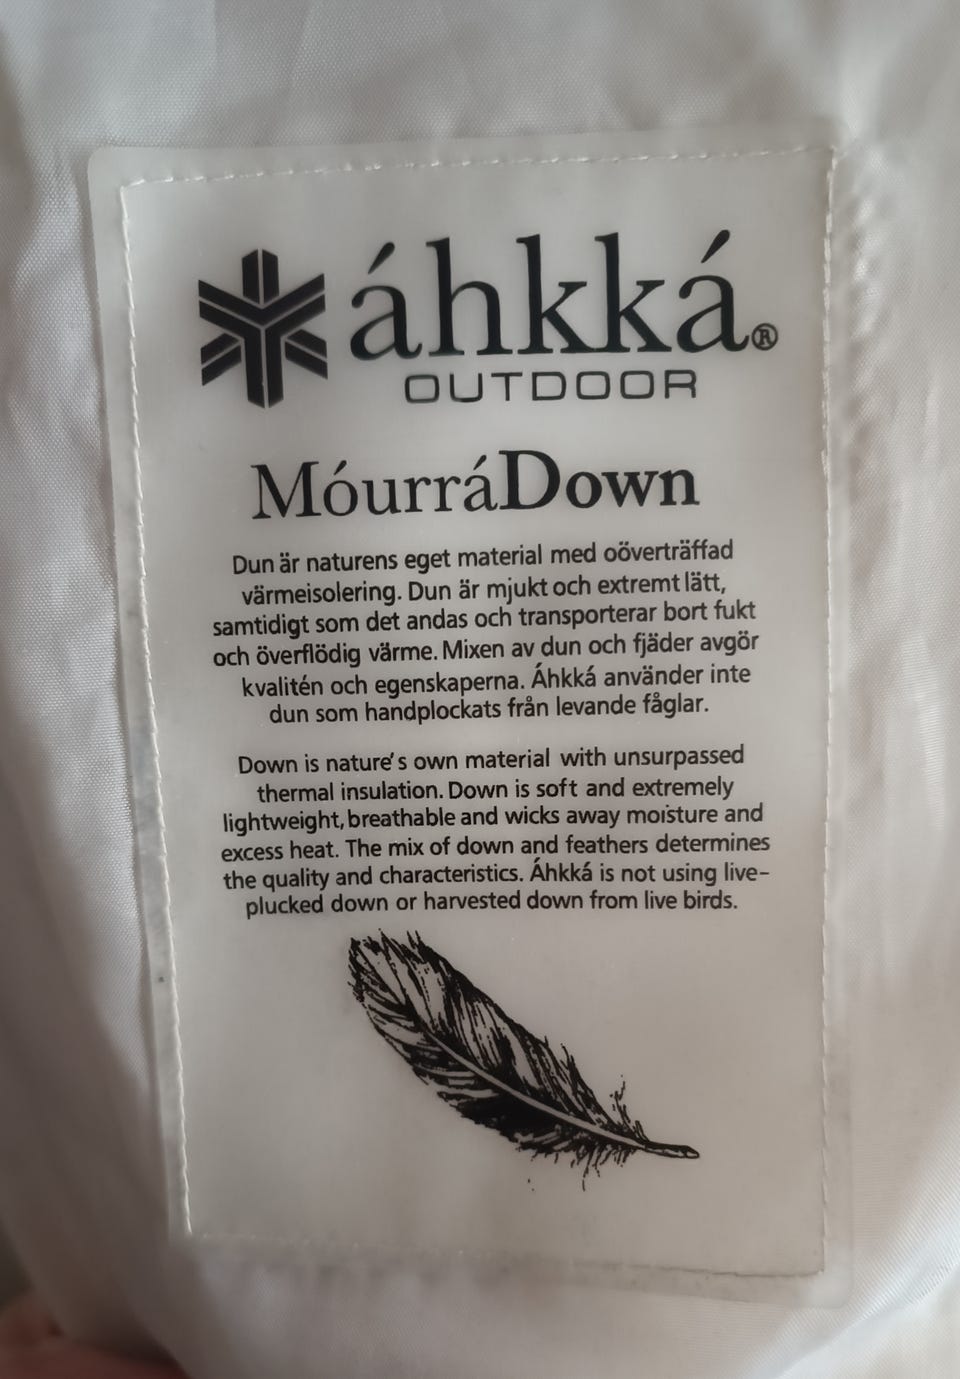 áhkká®
OUTDOOR
MóurráDown
Dun är naturens eget material med oöverträffad
värmeisolering. Dun är mjukt och extremt lätt,
samtidigt som det andas och transporterar bort fukt
och överflödig värme. Mixen av dun och fjäder avgör
kvalitén och egenskaperna. Áhkká använder inte
dun som handplockats från levande fåglar.
Down is nature's own material with unsurpassed
thermal insulation. Down is soft and extremely
lightweight, breathable and wicks away moisture and
excess heat. The mix of down and feathers determines
the quality and characteristics. Áhkká is not using live-
plucked down or harvested down from live birds.